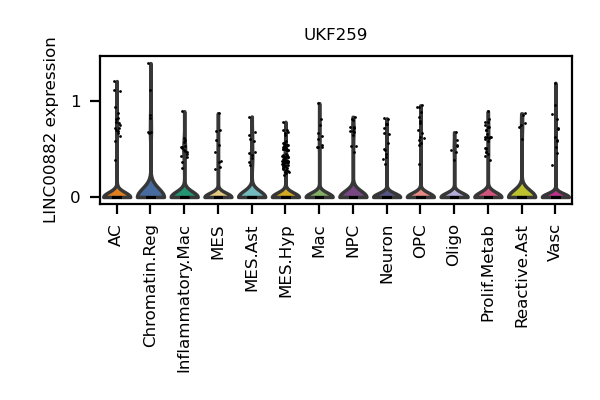 UKF259
LINC00882 expression
1
0
AC
Chromatin.Reg
Inflammatory.Mac
MES
MES.Ast
MES.Hyp
Mac
NPC
Neuron
OPC
Oligo
Prolif.Metab
Reactive.Ast
Vasc